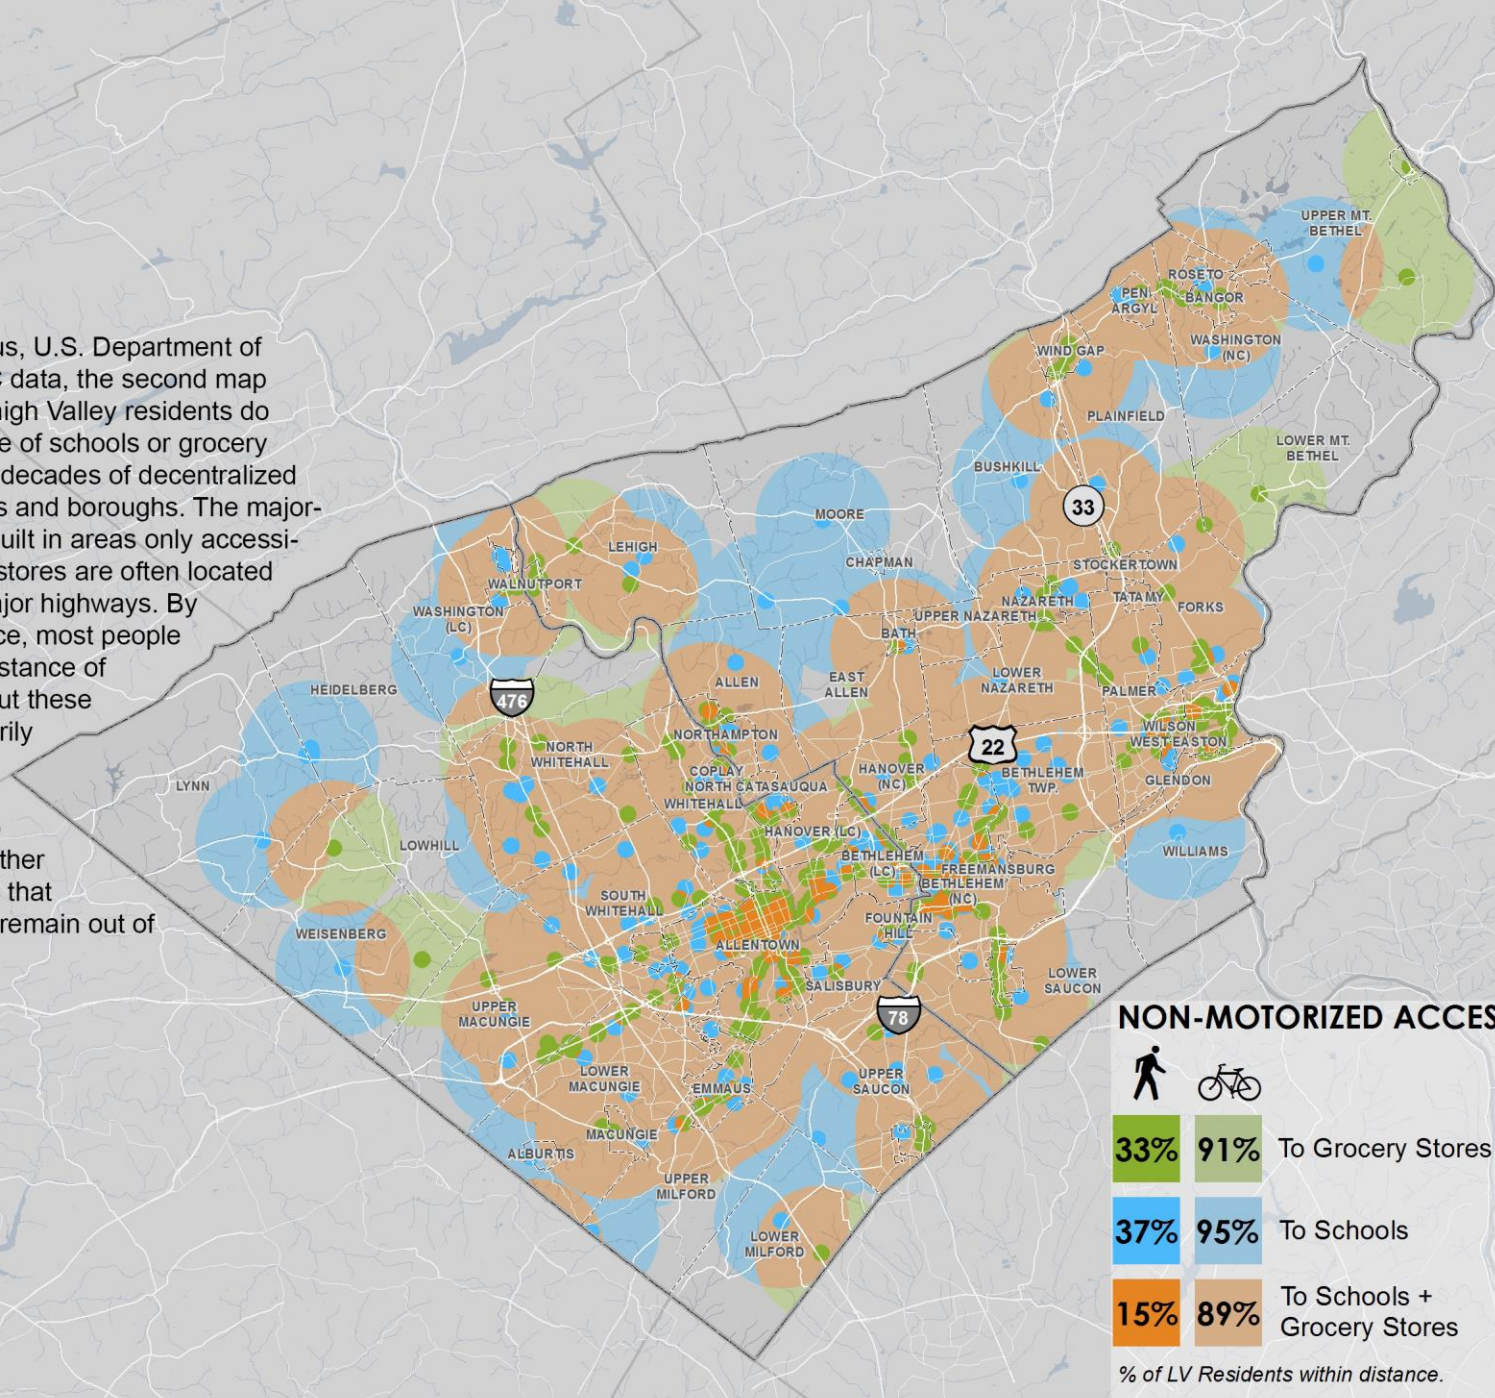 us, U.S. Department of
C data, the second map
high Valley residents do
e of schools or grocery
decades of decentralized
s and boroughs. The major-
uilt in areas only accessi-
stores are often located
ajor highways. By
ce, most people
stance of
ut these
rily
ther
that
remain out of
UPPER MT.
BETHEL
ROSETO
PEN
ARGYL
BANGOR
WASHINGTON
(NC)
WIND GAP
PLAINFIELD
LOWER MT.
BETHEL
BUSHKILL
33
MOORE
LEHIGH
CHAPMAN
STOCKERTOWN
WALNUTPORT
WASHINGTON
(LC)
NAZARETH
TATAMY
FORKS
UPPER NAZARETH
BATH
HEIDELBERG
476
ALLEN
EAST
ALLEN
LOWER
NAZARETH
PALMER
NORTHAMPTON
NORTH
WHITEHALL
22
WILSON
WEST EASTON
LYNN
COPLAY
NORTH CATASAUQUA
WHITEHALL
HANOVER
(NC)
BETHLEHEM
TWP.
GLENDON
HANOVER (LC)
LOWHILL
BETHLEHEM
(LC)
FREEMANSBURG
BETHLEHEM
(NC)
WILLIAMS
SOUTH
WHITEHALL
FOUNTAIN
HILL
WEISENBERG
ALLENTOWN
SALISBURY
LOWER
SAUCON
UPPER
MACUNGIE
78
LOWER
MACUNGIE
EMMAUS
UPPER
SAUCON
MACUNGIE
ALBURTIS
UPPER
MILFORD
LOWER
MILFORD
NON-MOTORIZED ACCES
33% 91% To Grocery Stores
37% 95% To Schools
15% 89% To Schools +
Grocery Stores
% of LV Residents within distance.